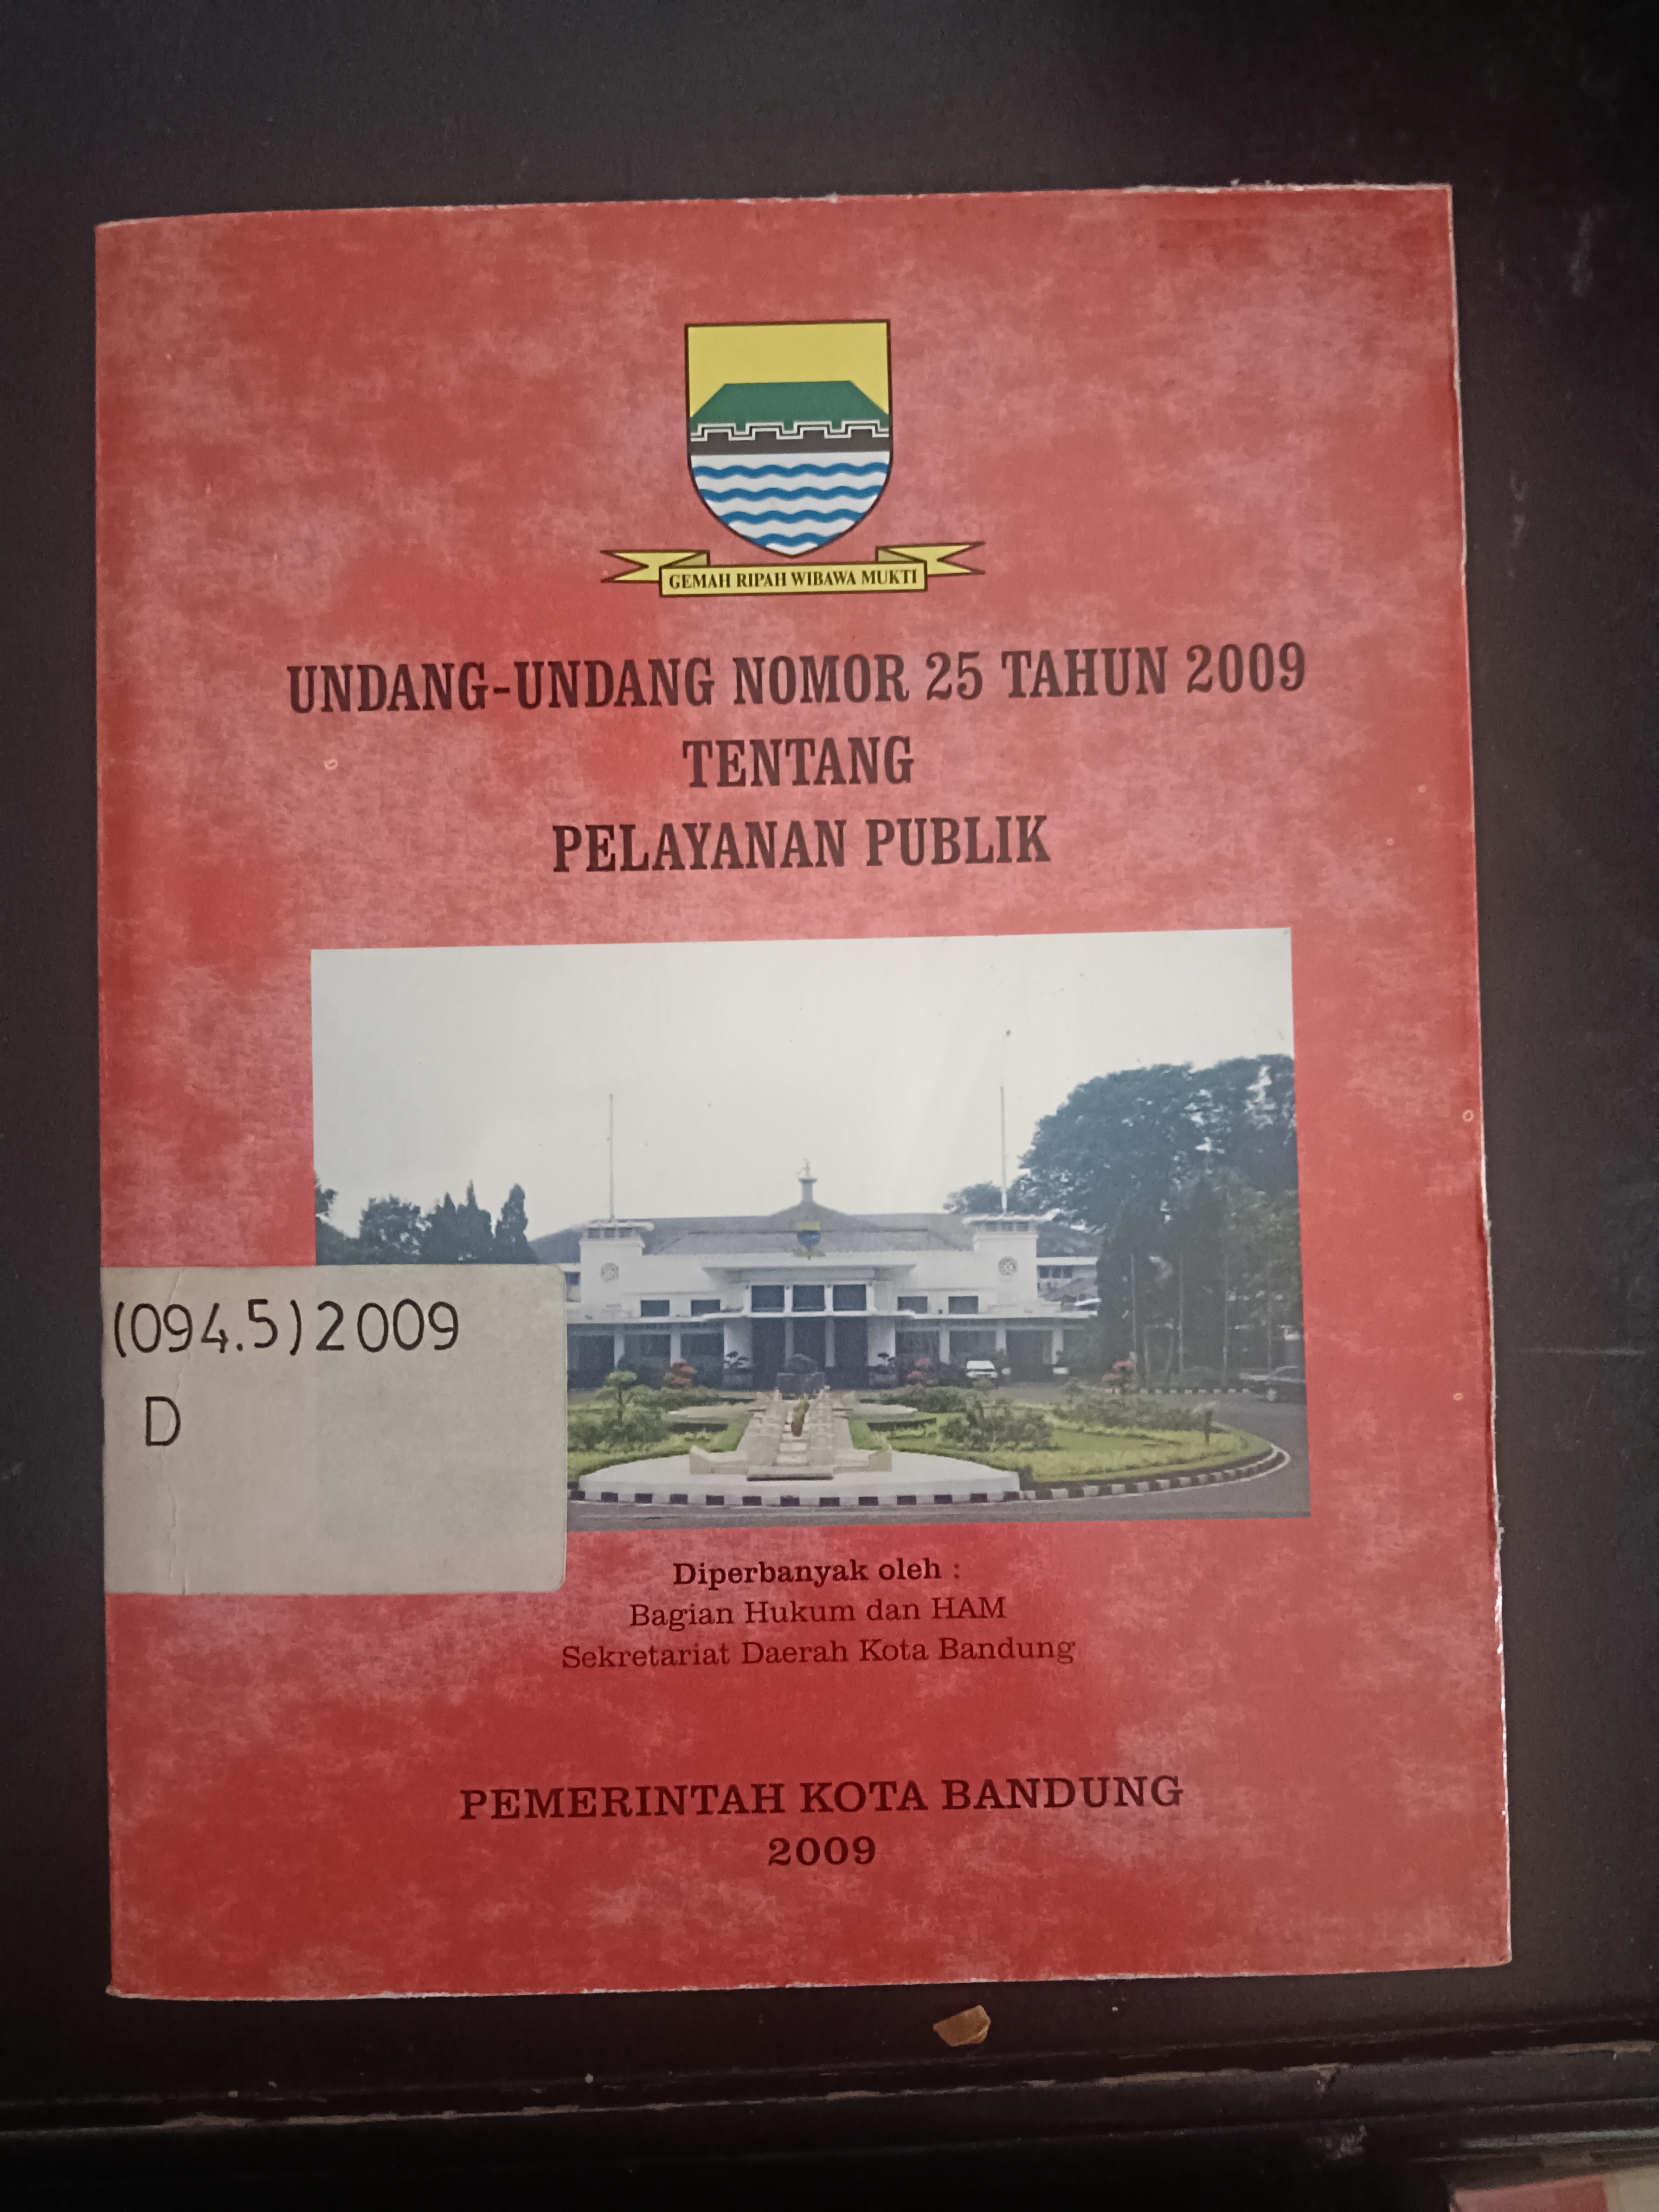 GEMAH RIPAH WIBAWA MUKTI
UNDANG-UNDANG NOMOR 25 TAHUN 2009
TENTANG
PELAYANAN PUBLIK
(094.5) 2009
D
Diperbanyak oleh :
Bagian Hukum dan HAM
Sekretariat Daerah Kota Bandung
PEMERINTAH KOTA BANDUNG
2009